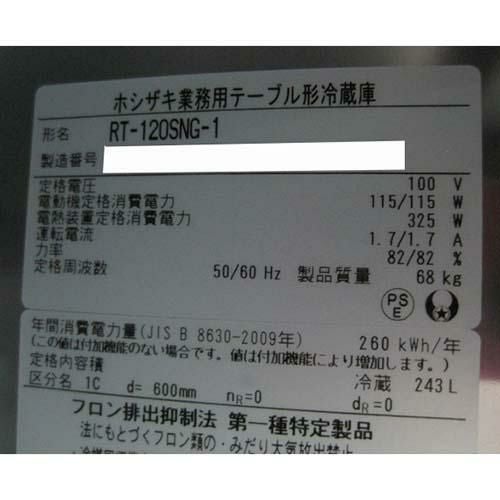 ホシザキ業務用テーブル形冷蔵庫
形名 RT-120SNG-1
製造番号
定格電圧 100 V
電動機定格消費電力 115/115 W
電熱装置定格消費電力 325 W
運転電流 1.7/1.7 A
力率 82/82 %
定格周波数 50/60 Hz 製品質量 68 kg
PS
E
年間消費電力量(JIS B 8630-2009年) 260 kWh/年
(この値は付加機能のない場合です。値は付加機能により増加します。)
定格内容積 冷蔵 243 L
区分名 1C d= 600mm nR=0 dR=0
フロン排出抑制法 第一種特定製品
法にもとづくフロン類の・みだり大気放出禁止